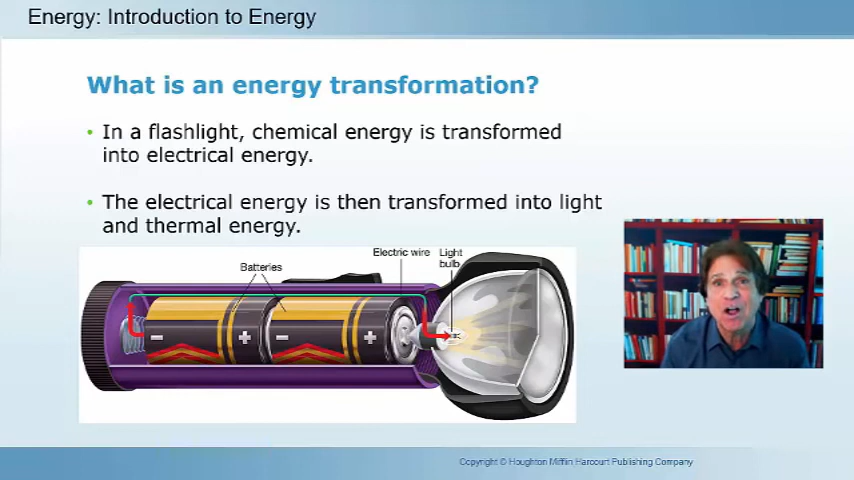 Energy: Introduction to Energy
What is an energy transformation?
• In a flashlight, chemical energy is transformed
into electrical energy.
• The electrical energy is then transformed into light
and thermal energy.
Electric wire
Light
bulb
Batteries
- + - +
Copyright © Houghton Mifflin Harcourt Publishing Company